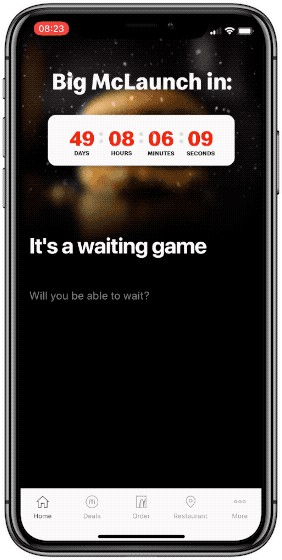 08:23
Big McLaunch in:
49 : 08 : 06 : 09
DAYS HOURS MINUTES SECONDS
It's a waiting game
Will you be able to wait?
Home Deals Order Restaurant More